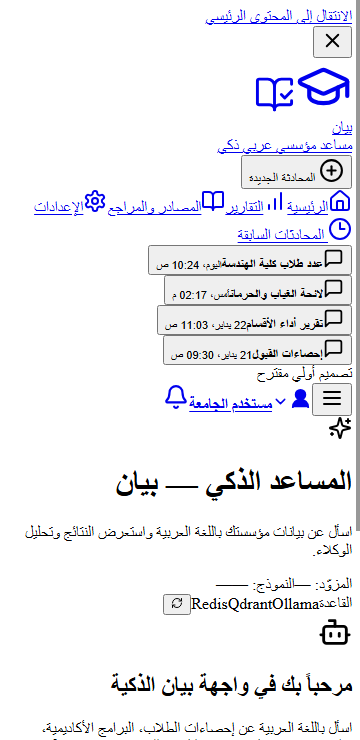 الانتقال إلى المحتوى الرئيسي
بيان
مساعد مؤسسي عربي ذكي
المحادثة الجديدة
الرئيسية التقارير المصادر والمراجع الإعدادات
المحادثات السابقة
عدد طلاب كلية الهندسةاليوم، 10:24 ص
لائحة الغياب والحرمانأمس، 02:17 م
تقرير أداء الأقسام22 يناير، 11:03 ص
إحصاءات القبول21 يناير، 09:30 ص
تصميم أولي مقترح
مستخدم الجامعة
المساعد الذكي — بيان
اسأل عن بيانات مؤسستك باللغة العربية واستعرض النتائج وتحليل
الوكلاء.
المزوّد: —النموذج: ——
القاعدةRedisQdrantOllama
مرحباً بك في واجهة بيان الذكية
اسأل باللغة العربية عن إحصاءات الطلاب، البرامج الأكاديمية،